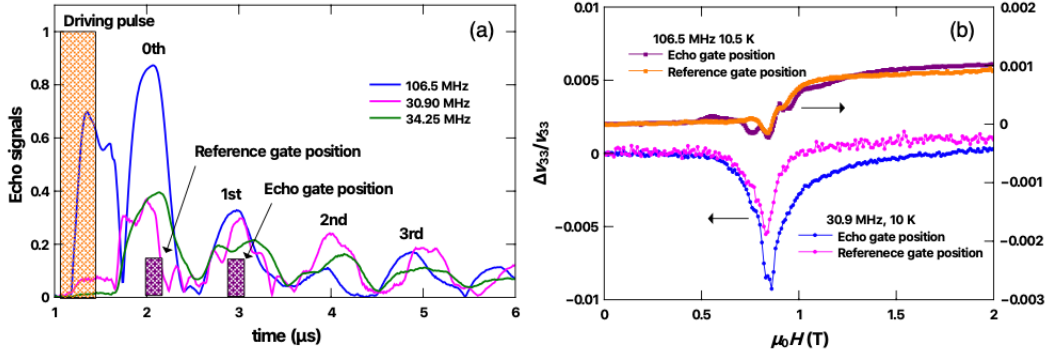 Driving pulse
(a)
0th
106.5 MHz
30.90 MHz
34.25 MHz
Reference gate position
Echo gate position
1st
2nd
3rd
Echo signals
1
0.8
0.6
0.4
0.2
0
1 2 3 4 5 6
time (μs)
(b)
0.01
0.005
0
−0.005
−0.01
Δν33/ν33
0.002
0.001
0
−0.001
−0.002
−0.003
106.5 MHz 10.5 K
Echo gate position
Reference gate position
30.9 MHz, 10 K
Echo gate position
Referenece gate position
0 0.5 1 1.5 2
μ0H (T)